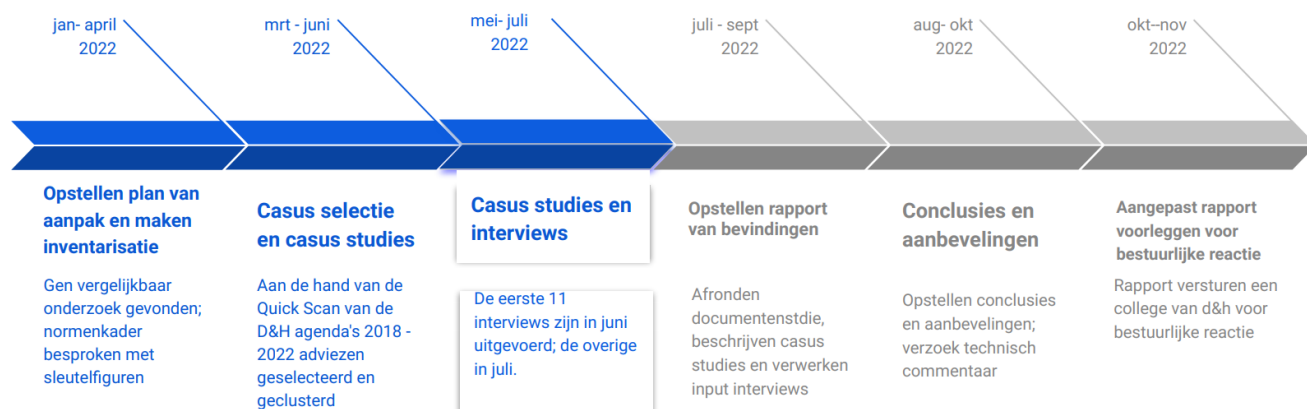 jan- april
2022
mrt - juni
2022
mei- juli
2022
juli - sept
2022
aug- okt
2022
okt--nov
2022
Opstellen plan van
aanpak en maken
inventarisatie
Gen vergelijkbaar
onderzoek gevonden;
normenkader
besproken met
sleutelfiguren
Casus selectie
en casus studies
Aan de hand van de
Quick Scan van de
D&H agenda's 2018 -
2022 adviezen
geselecteerd en
geclusterd
Casus studies en
interviews
De eerste 11
interviews zijn in juni
uitgevoerd; de overige
in juli.
Opstellen rapport
van bevindingen
Afronden
documentenstdie,
beschrijven casus
studies en verwerken
input interviews
Conclusies en
aanbevelingen
Opstellen conclusies
en aanbevelingen;
verzoek technisch
commentaar
Aangepast rapport
voorleggen voor
bestuurlijke reactie
Rapport versturen een
college van d&h voor
bestuurlijke reactie